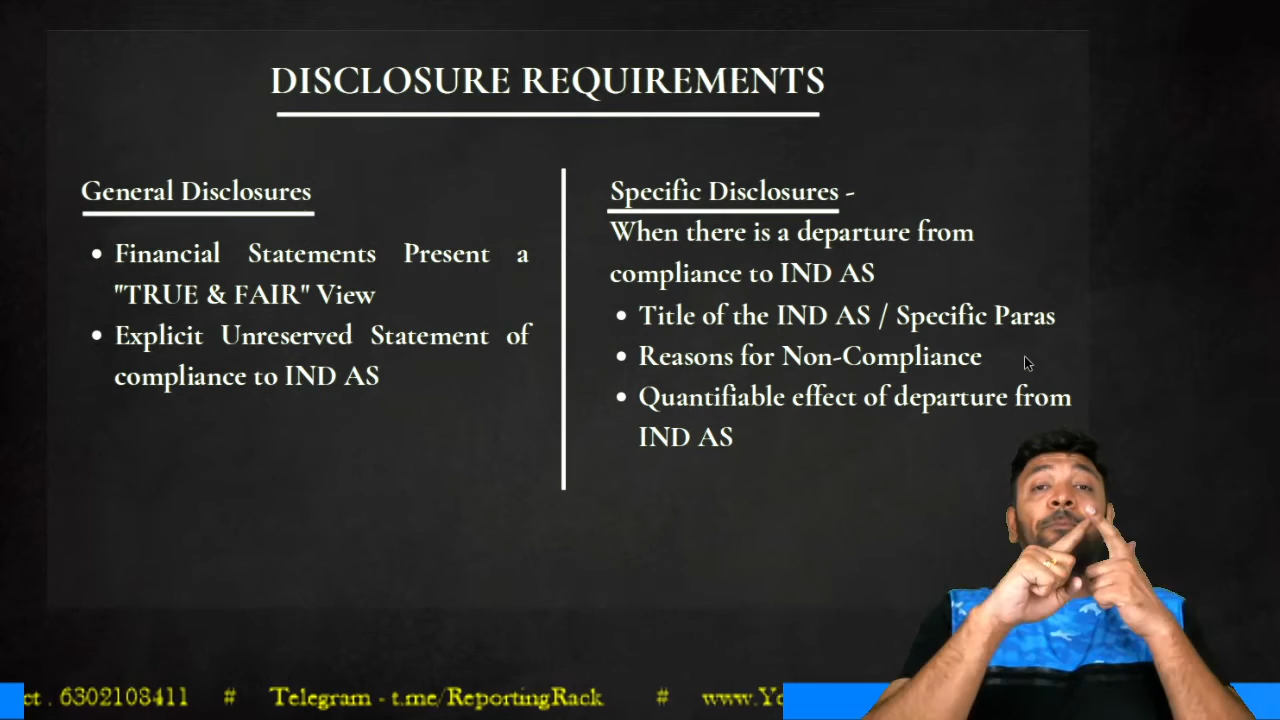 DISCLOSURE REQUIREMENTS
General Disclosures
Financial Statements Present a
"TRUE & FAIR" View
Explicit Unreserved Statement of
compliance to IND AS
Specific Disclosures -
When there is a departure from
compliance to IND AS
Title of the IND AS / Specific Paras
Reasons for Non-Compliance
Quantifiable effect of departure from
IND AS
ct . 6302108411 # Telegram - t.me/ReportingRack # www.Yo